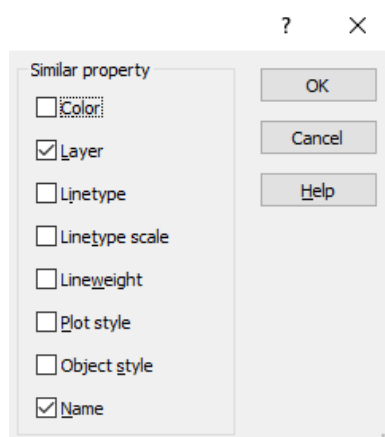 ?
Similar property
OK
Color
Cancel
Layer
Help
Linetype
Linetype scale
Lineweight
Plot style
Object style
Name